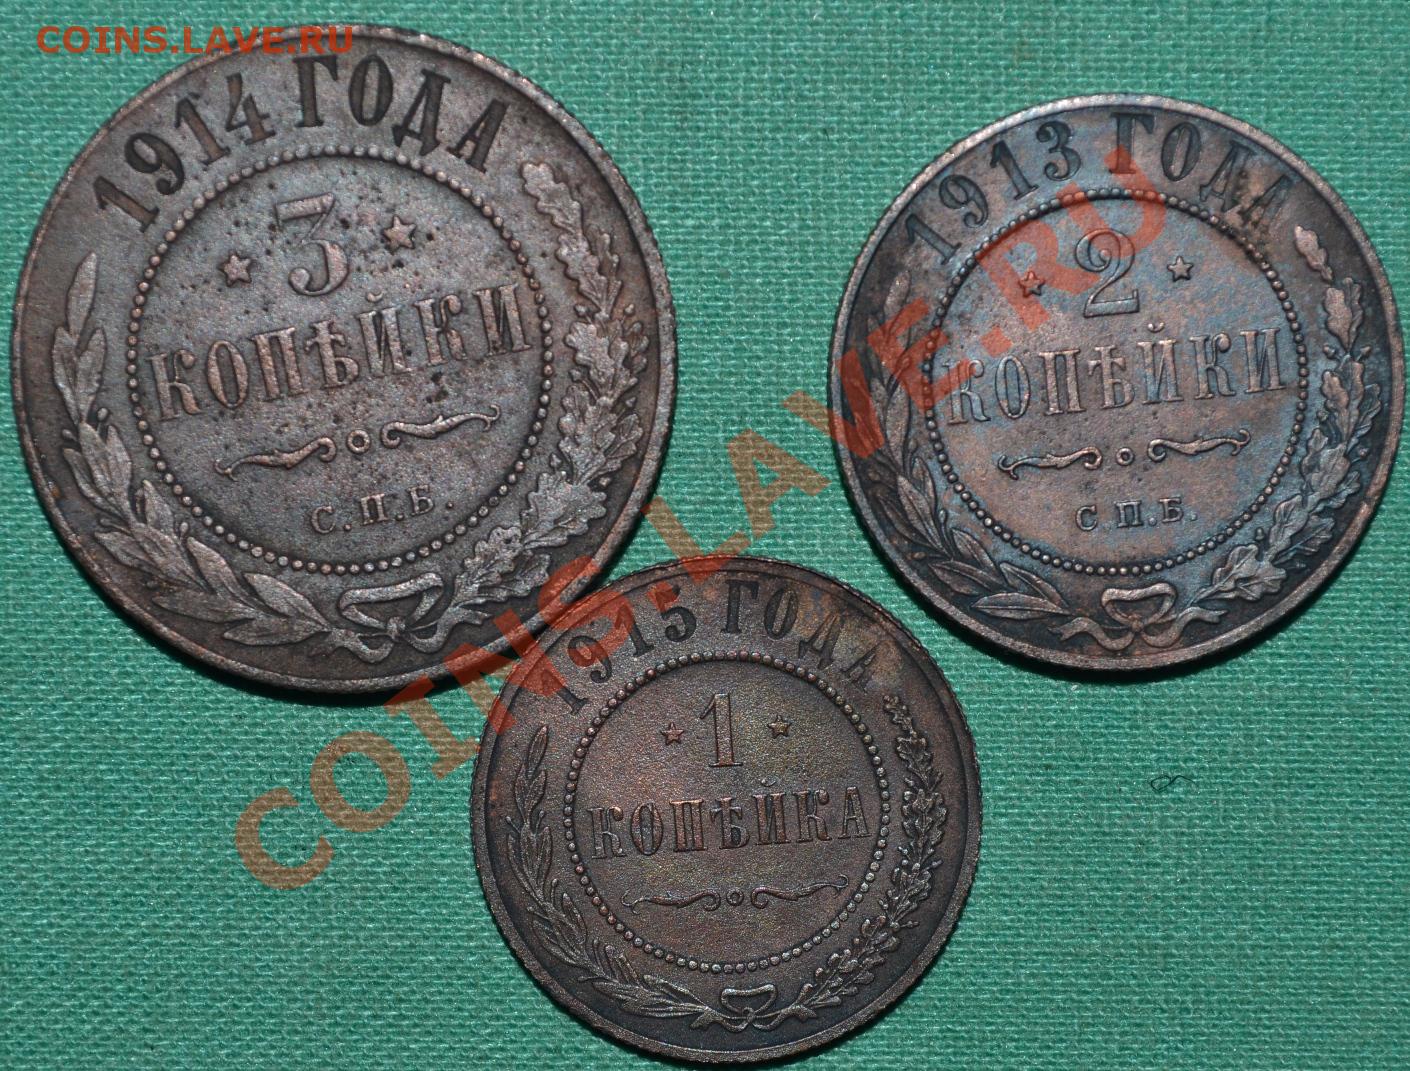 COINS.LAVE.RU
1914 ГОДА
3
КОПѢЙКИ
С.П.Б.
1913 ГОДА
2
КОПѢЙКИ
С.П.Б.
1915 ГОДА
1
КОПѢЙКА
COINS.LAVE.RU